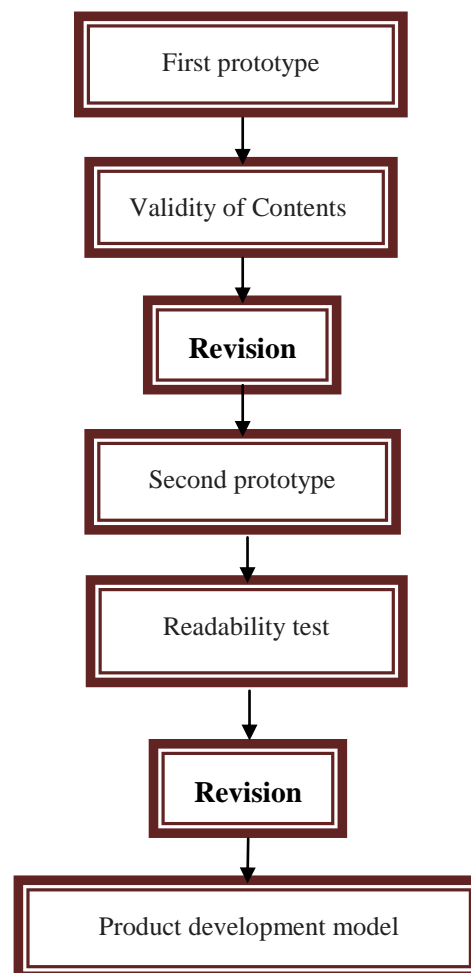 First prototype
Validity of Contents
Revision
Second prototype
Readability test
Revision
Product development model